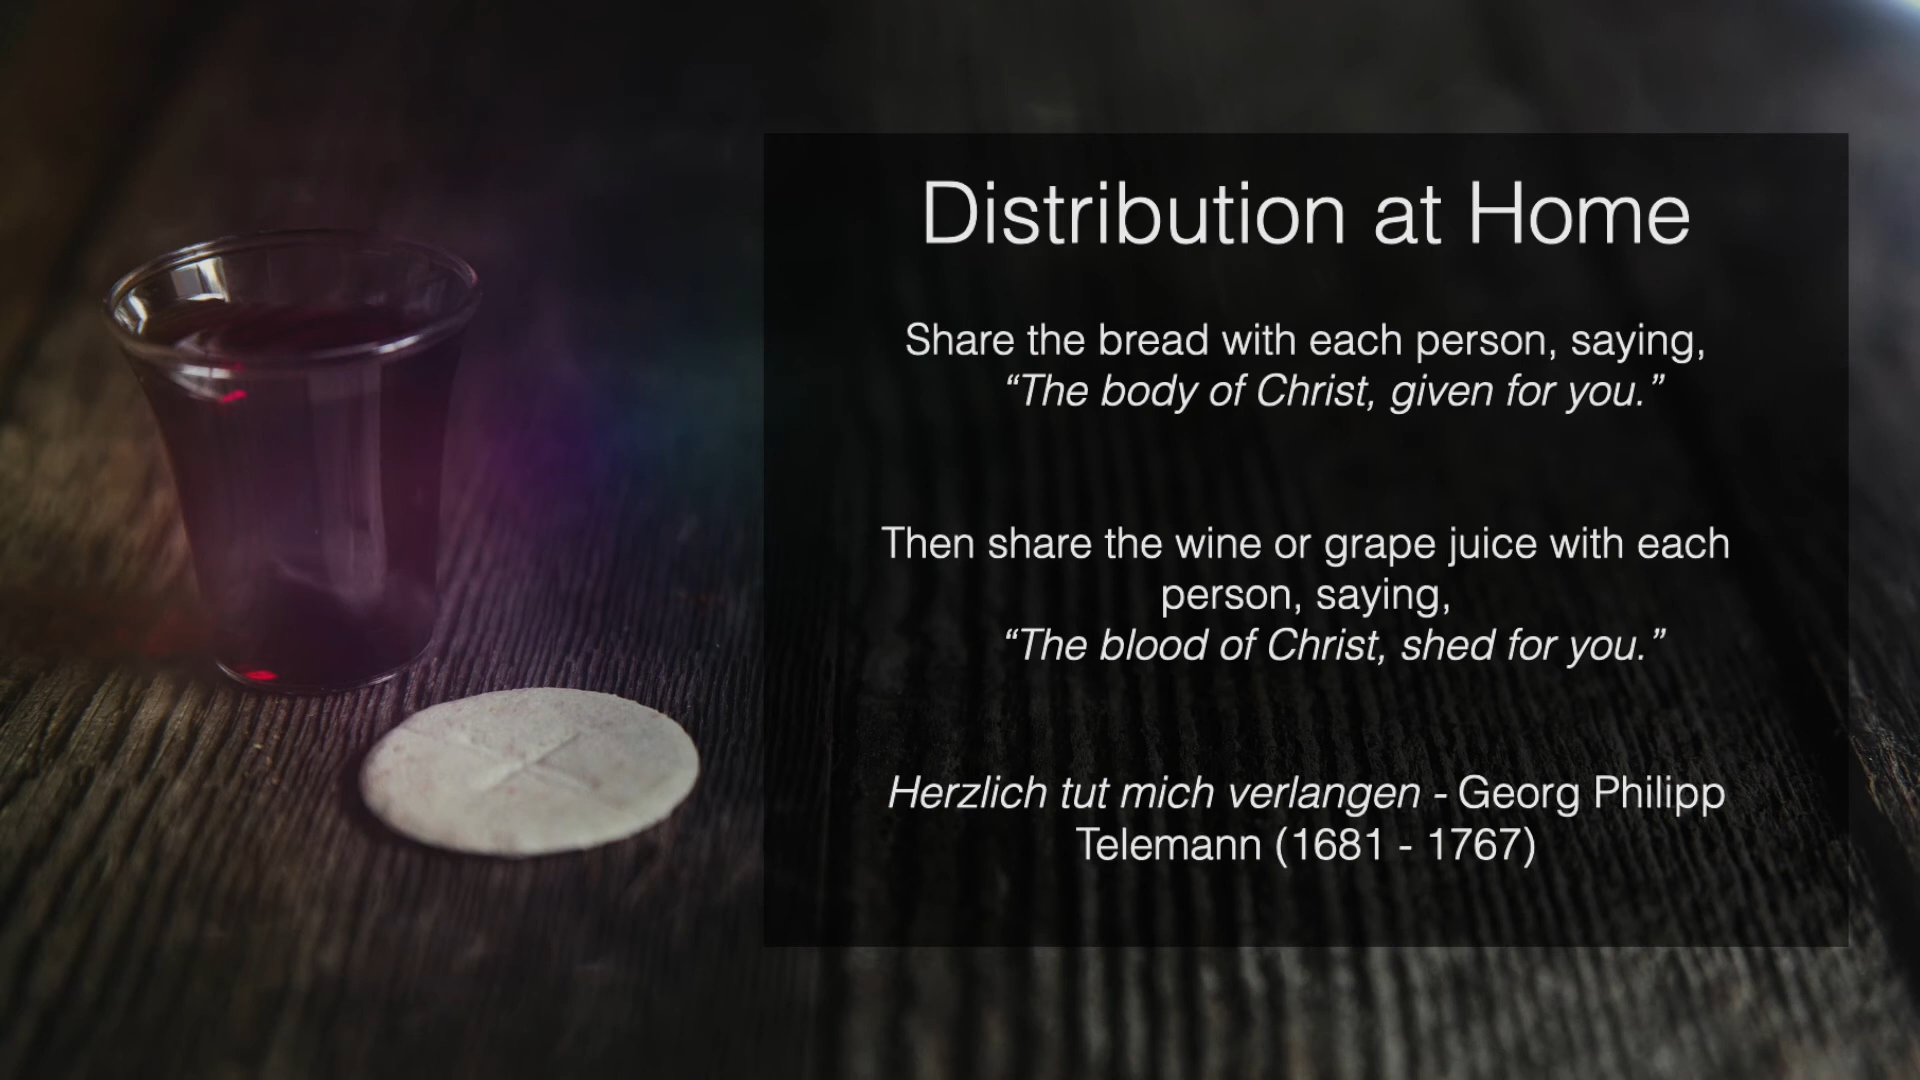 Distribution at Home
Share the bread with each person, saying,
“The body of Christ, given for you.”
Then share the wine or grape juice with each
person, saying,
“The blood of Christ, shed for you.”
Herzlich tut mich verlangen - Georg Philipp
Telemann (1681 - 1767)